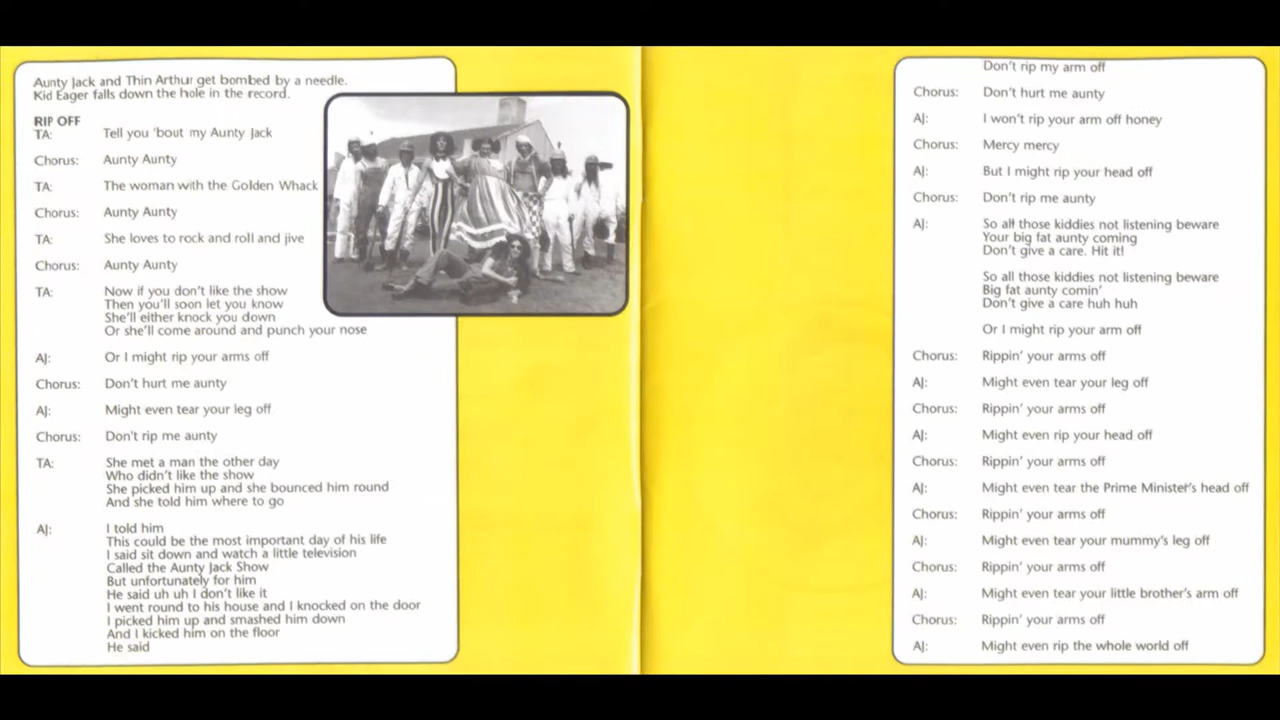 Aunty Jack and Thin Arthur get bombed by a needle.
Kid Eager falls down the hole in the record.
RIP OFF
TA: Tell you 'bout my Aunty Jack
Chorus: Aunty Aunty
TA: The woman with the Golden Whack
Chorus: Aunty Aunty
TA: She loves to rock and roll and jive
Chorus: Aunty Aunty
TA: Now if you don't like the show
Then you'll soon let you know
She'll either knock you down
Or she'll come around and punch your nose
AJ: Or I might rip your arms off
Chorus: Don't hurt me aunty
AJ: Might even tear your leg off
Chorus: Don't rip me aunty
TA: She met a man the other day
Who didn't like the show
She picked him up and she bounced him round
And she told him where to go
AJ: I told him
This could be the most important day of his life
I said sit down and watch a little television
Called the Aunty Jack Show
But unfortunately for him
He said uh uh I don't like it
I went round to his house and I knocked on the door
I picked him up and smashed him down
And I kicked him on the floor
He said
Don't rip my arm off
Chorus: Don't hurt me aunty
AJ: I won't rip your arm off honey
Chorus: Mercy mercy
AJ: But I might rip your head off
Chorus: Don't rip me aunty
AJ: So all those kiddies not listening beware
Your big fat aunty coming
Don't give a care. Hit it!
So all those kiddies not listening beware
Big fat aunty comin'
Don't give a care huh huh
Or I might rip your arm off
Chorus: Rippin' your arms off
AJ: Might even tear your leg off
Chorus: Rippin' your arms off
AJ: Might even rip your head off
Chorus: Rippin' your arms off
AJ: Might even tear the Prime Minister's head off
Chorus: Rippin' your arms off
AJ: Might even tear your mummy's leg off
Chorus: Rippin' your arms off
AJ: Might even tear your little brother's arm off
Chorus: Rippin' your arms off
AJ: Might even rip the whole world off